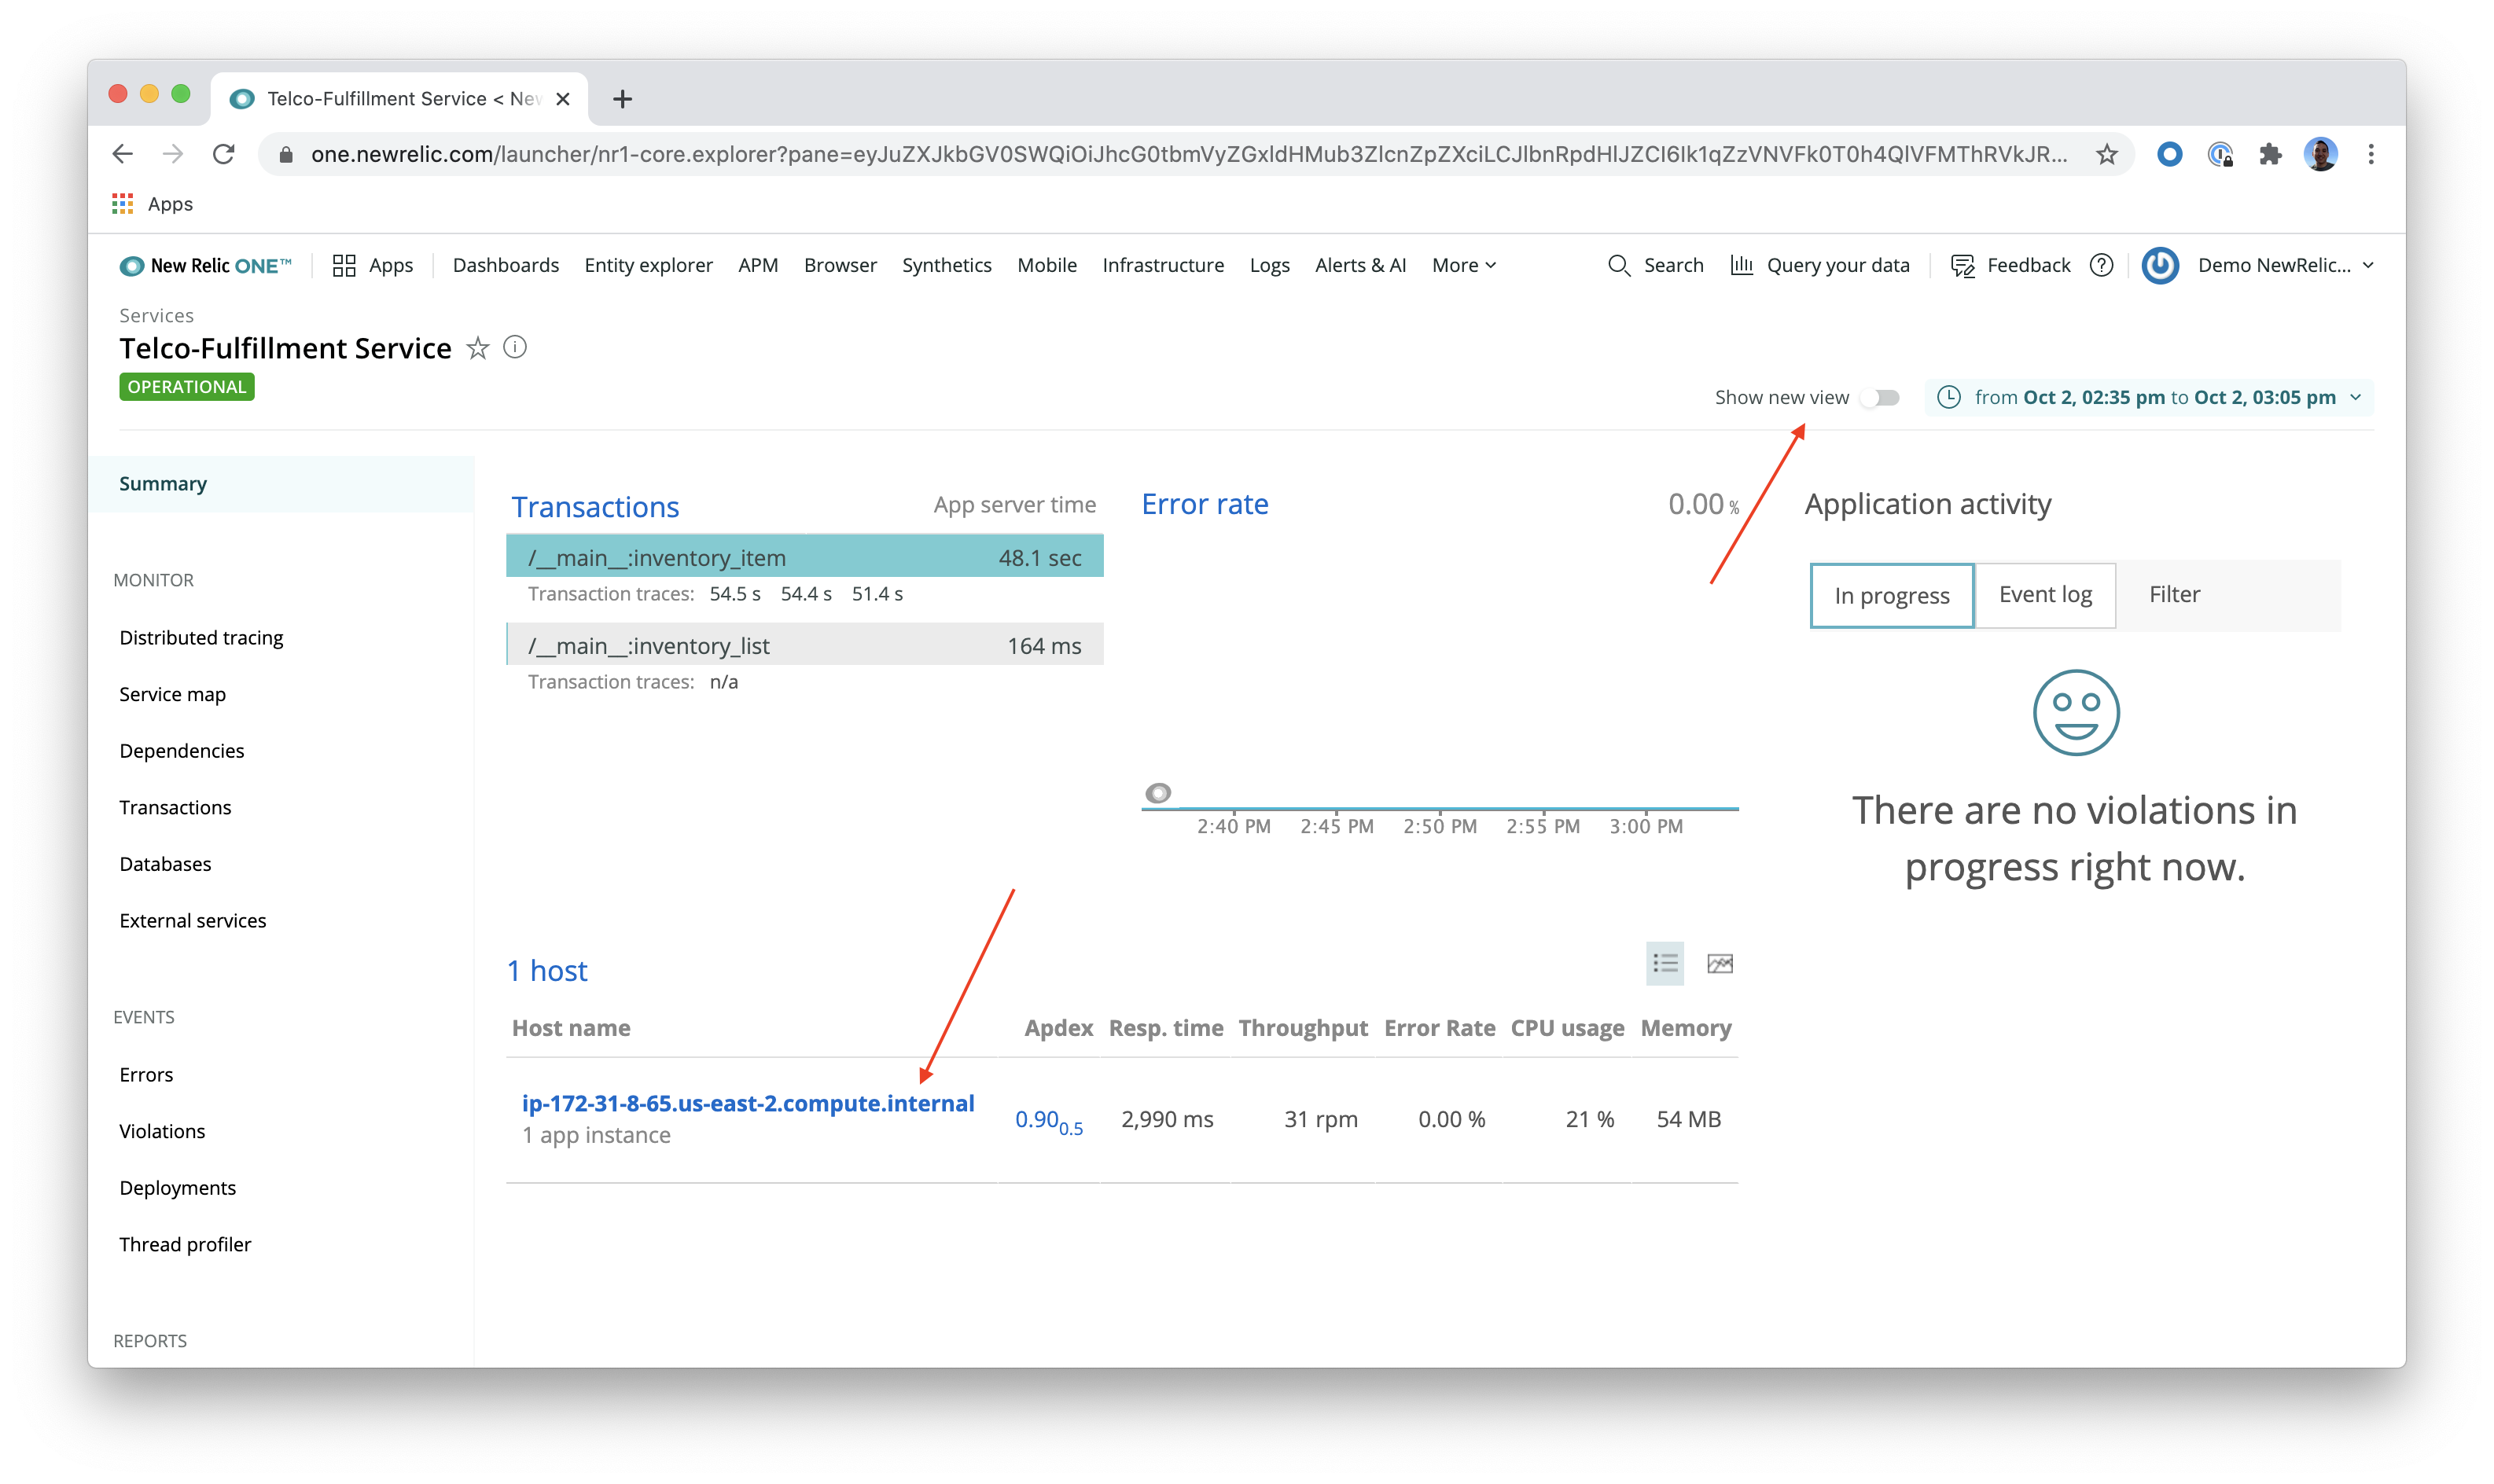 Telco-Fulfillment Service < New
one.newrelic.com/launcher/nr1-core.explorer?pane=eyJuZXJkbGV0SWQiOiJhcG0tbmVyZGxldHMub3ZlcnZpZXciLCJlbnRpdHlJZCI6Ik1qZzVNVFk0T0h4QlVFMThRVkJR...
Apps
New Relic ONE™ Apps Dashboards Entity explorer APM Browser Synthetics Mobile Infrastructure Logs Alerts & AI More Search Query your data Feedback Demo NewRelic...
Services
Telco-Fulfillment Service
OPERATIONAL
Show new view from Oct 2, 02:35 pm to Oct 2, 03:05 pm
Summary
MONITOR
Distributed tracing
Service map
Dependencies
Transactions
Databases
External services
EVENTS
Errors
Violations
Deployments
Thread profiler
REPORTS
Transactions App server time
/__main__:inventory_item 48.1 sec
Transaction traces: 54.5 s 54.4 s 51.4 s
/__main__:inventory_list 164 ms
Transaction traces: n/a
Error rate 0.00 %
2:40 PM 2:45 PM 2:50 PM 2:55 PM 3:00 PM
Application activity
In progress Event log Filter
There are no violations in
progress right now.
1 host
Host name Apdex Resp. time Throughput Error Rate CPU usage Memory
ip-172-31-8-65.us-east-2.compute.internal 0.90 0.5 2,990 ms 31 rpm 0.00 % 21 % 54 MB
1 app instance